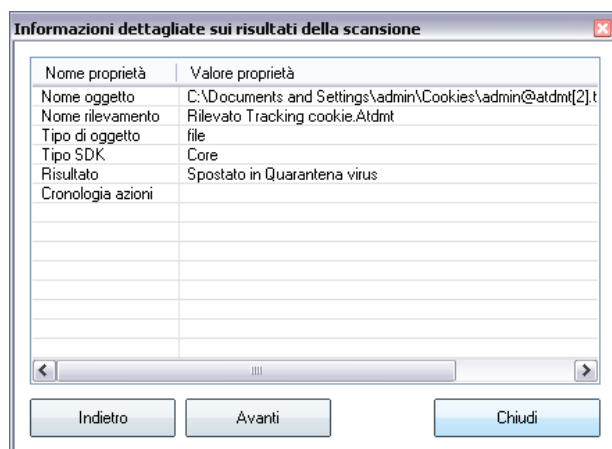 Informazioni dettagliate sui risultati della scansione
Nome proprietà Valore proprietà
Nome oggetto C:\Documents and Settings\admin\Cookies\admin@atdmt[2].t
Nome rilevamento Rilevato Tracking cookie.Atdmt
Tipo di oggetto file
Tipo SDK Core
Risultato Spostato in Quarantena virus
Cronologia azioni
Indietro Avanti Chiudi